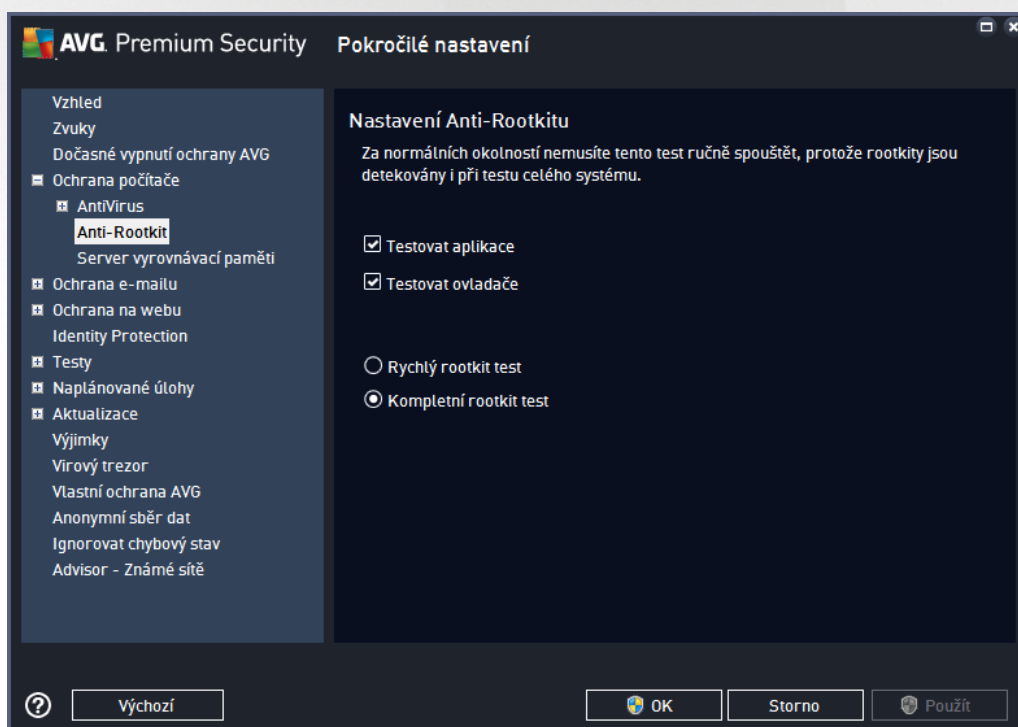 AVG. Premium Security
Pokročilé nastavení
Vzhled
Zvuky
Dočasné vypnutí ochrany AVG
Ochrana počítače
AntiVirus
Anti-Rootkit
Server vyrovnávací paměti
Ochrana e-mailu
Ochrana na webu
Identity Protection
Testy
Naplánované úlohy
Aktualizace
Výjimky
Virový trezor
Vlastní ochrana AVG
Anonymní sběr dat
Ignorovat chybový stav
Advisor - Známé sítě
Nastavení Anti-Rootkitu
Za normálních okolností nemusíte tento test ručně spouštět, protože rootkity jsou
detekovány i při testu celého systému.
Testovat aplikace
Testovat ovladače
Rychlý rootkit test
Kompletní rootkit test
Výchozí
OK
Storno
Použít